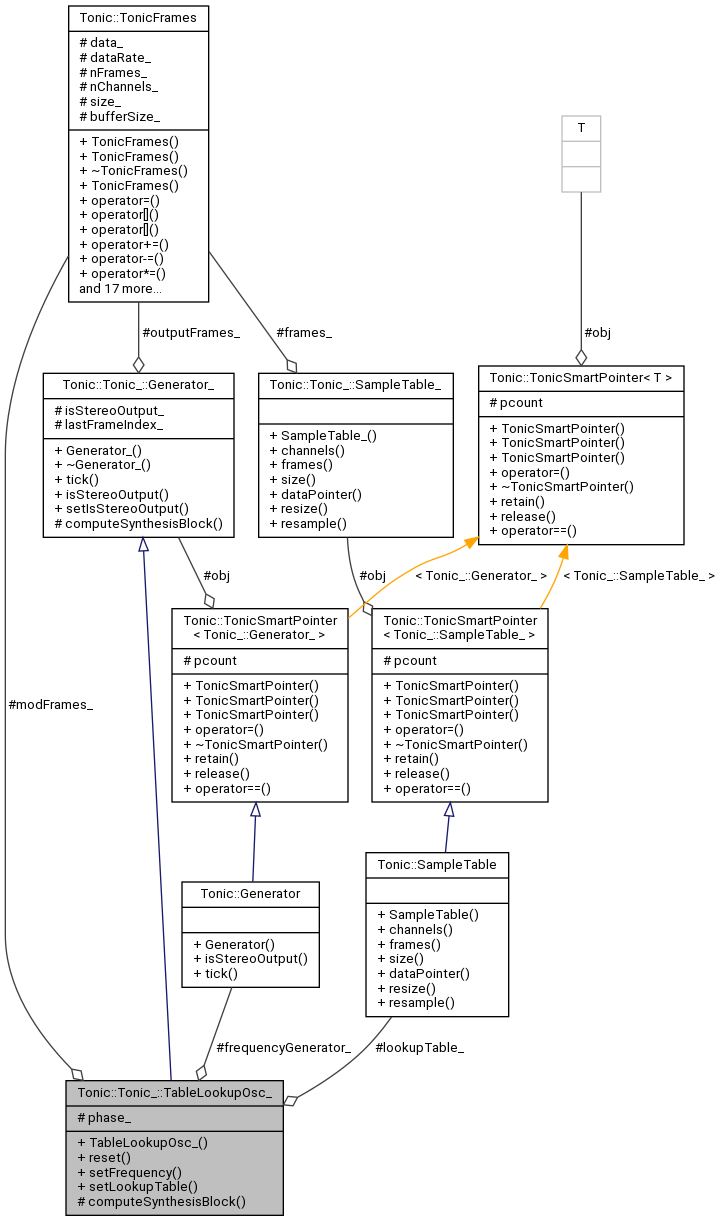 Tonic::TonicFrames
# data_
# dataRate_
# nFrames_
# nChannels_
# size_
# bufferSize_
+ TonicFrames()
+ TonicFrames()
+ ~TonicFrames()
+ TonicFrames()
+ operator=()
+ operator[]()
+ operator[]()
+ operator+=()
+ operator-=()
+ operator*=()
and 17 more...
T
#outputFrames_
#frames_
#obj
Tonic::Tonic_::Generator_
# isStereoOutput_
# lastFrameIndex_
+ Generator_()
+ ~Generator_()
+ tick()
+ isStereoOutput()
+ setIsStereoOutput()
# computeSynthesisBlock()
Tonic::Tonic_::SampleTable_
+ SampleTable_()
+ channels()
+ frames()
+ size()
+ dataPointer()
+ resize()
+ resample()
Tonic::TonicSmartPointer< T >
# pcount
+ TonicSmartPointer()
+ TonicSmartPointer()
+ TonicSmartPointer()
+ operator=()
+ ~TonicSmartPointer()
+ retain()
+ release()
+ operator==()
#obj
#obj
< Tonic_::Generator_ >
< Tonic_::SampleTable_ >
Tonic::TonicSmartPointer
< Tonic_::Generator_ >
# pcount
+ TonicSmartPointer()
+ TonicSmartPointer()
+ TonicSmartPointer()
+ operator=()
+ ~TonicSmartPointer()
+ retain()
+ release()
+ operator==()
Tonic::TonicSmartPointer
< Tonic_::SampleTable_ >
# pcount
+ TonicSmartPointer()
+ TonicSmartPointer()
+ TonicSmartPointer()
+ operator=()
+ ~TonicSmartPointer()
+ retain()
+ release()
+ operator==()
#modFrames_
Tonic::Generator
+ Generator()
+ isStereoOutput()
+ tick()
Tonic::SampleTable
+ SampleTable()
+ channels()
+ frames()
+ size()
+ dataPointer()
+ resize()
+ resample()
#frequencyGenerator_
#lookupTable_
Tonic::Tonic_::TableLookupOsc_
# phase_
+ TableLookupOsc_()
+ reset()
+ setFrequency()
+ setLookupTable()
# computeSynthesisBlock()